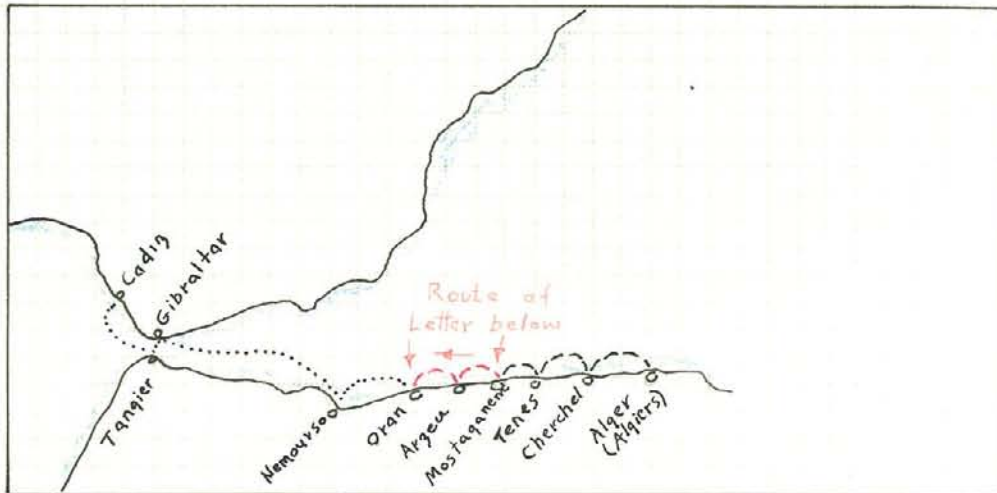 Cadiz
Gibraltar
Route of
Letter below
Tangier
Nemours
Oran
Arzeu
Mostaganem
Tenes
Cherchel
Alger
(Algiers)